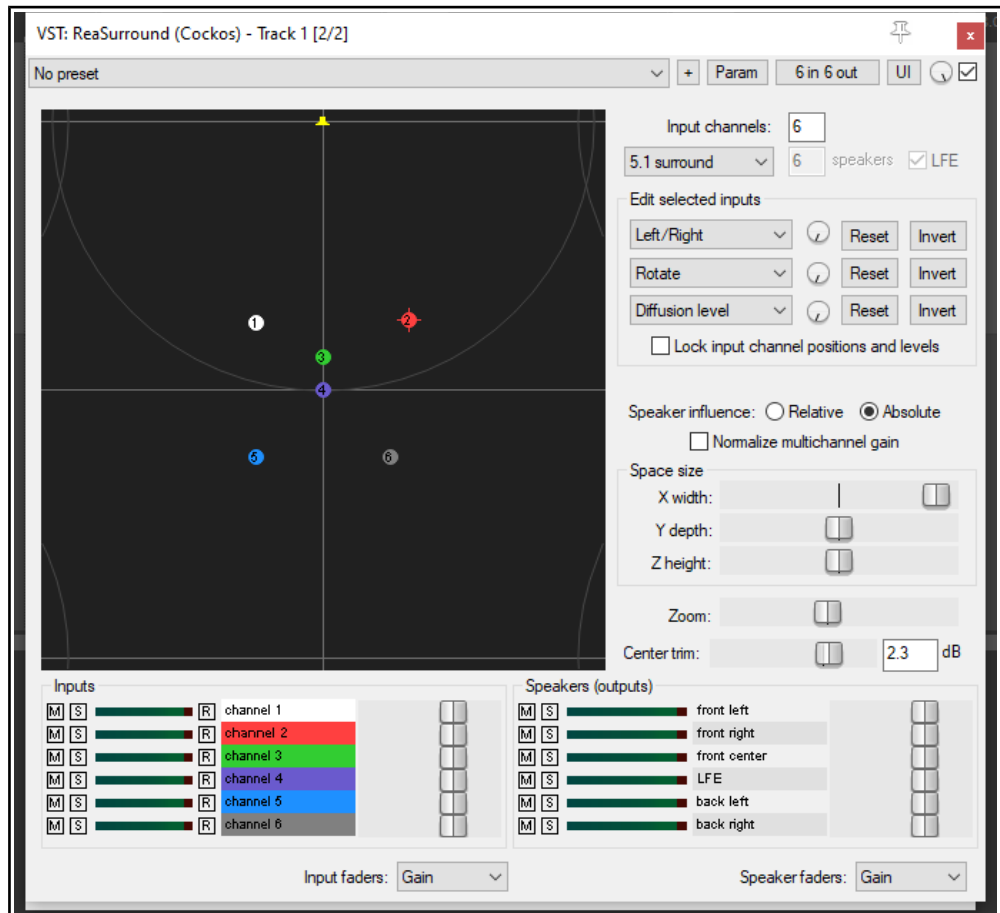 VST: ReaSurround (Cockos) - Track 1 [2/2]
x
No preset
+ Param 6 in 6 out UI
Input channels: 6
5.1 surround 6 speakers LFE
Edit selected inputs
Left/Right Reset Invert
Rotate Reset Invert
Diffusion level Reset Invert
Lock input channel positions and levels
1 2
3
4
5 6
Speaker influence: Relative Absolute
Normalize multichannel gain
Space size
X width:
Y depth:
Z height:
Zoom:
Center trim: 2.3 dB
Inputs
M S R channel 1
M S R channel 2
M S R channel 3
M S R channel 4
M S R channel 5
M S R channel 6
Input faders: Gain
Speakers (outputs)
M S front left
M S front right
M S front center
M S LFE
M S back left
M S back right
Speaker faders: Gain